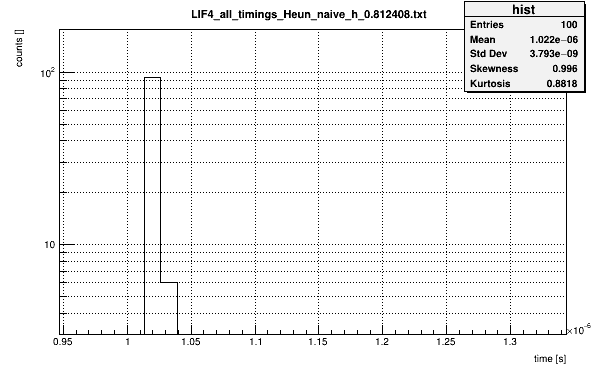 LIF4_all_timings_Heun_naive_h_0.812408.txt
hist
Entries 100
Mean 1.022e−06
Std Dev 3.793e−09
Skewness 0.996
Kurtosis 0.8818
counts []
10²
10
0.95 1 1.05 1.1 1.15 1.2 1.25 1.3
×10⁻⁶
time [s]